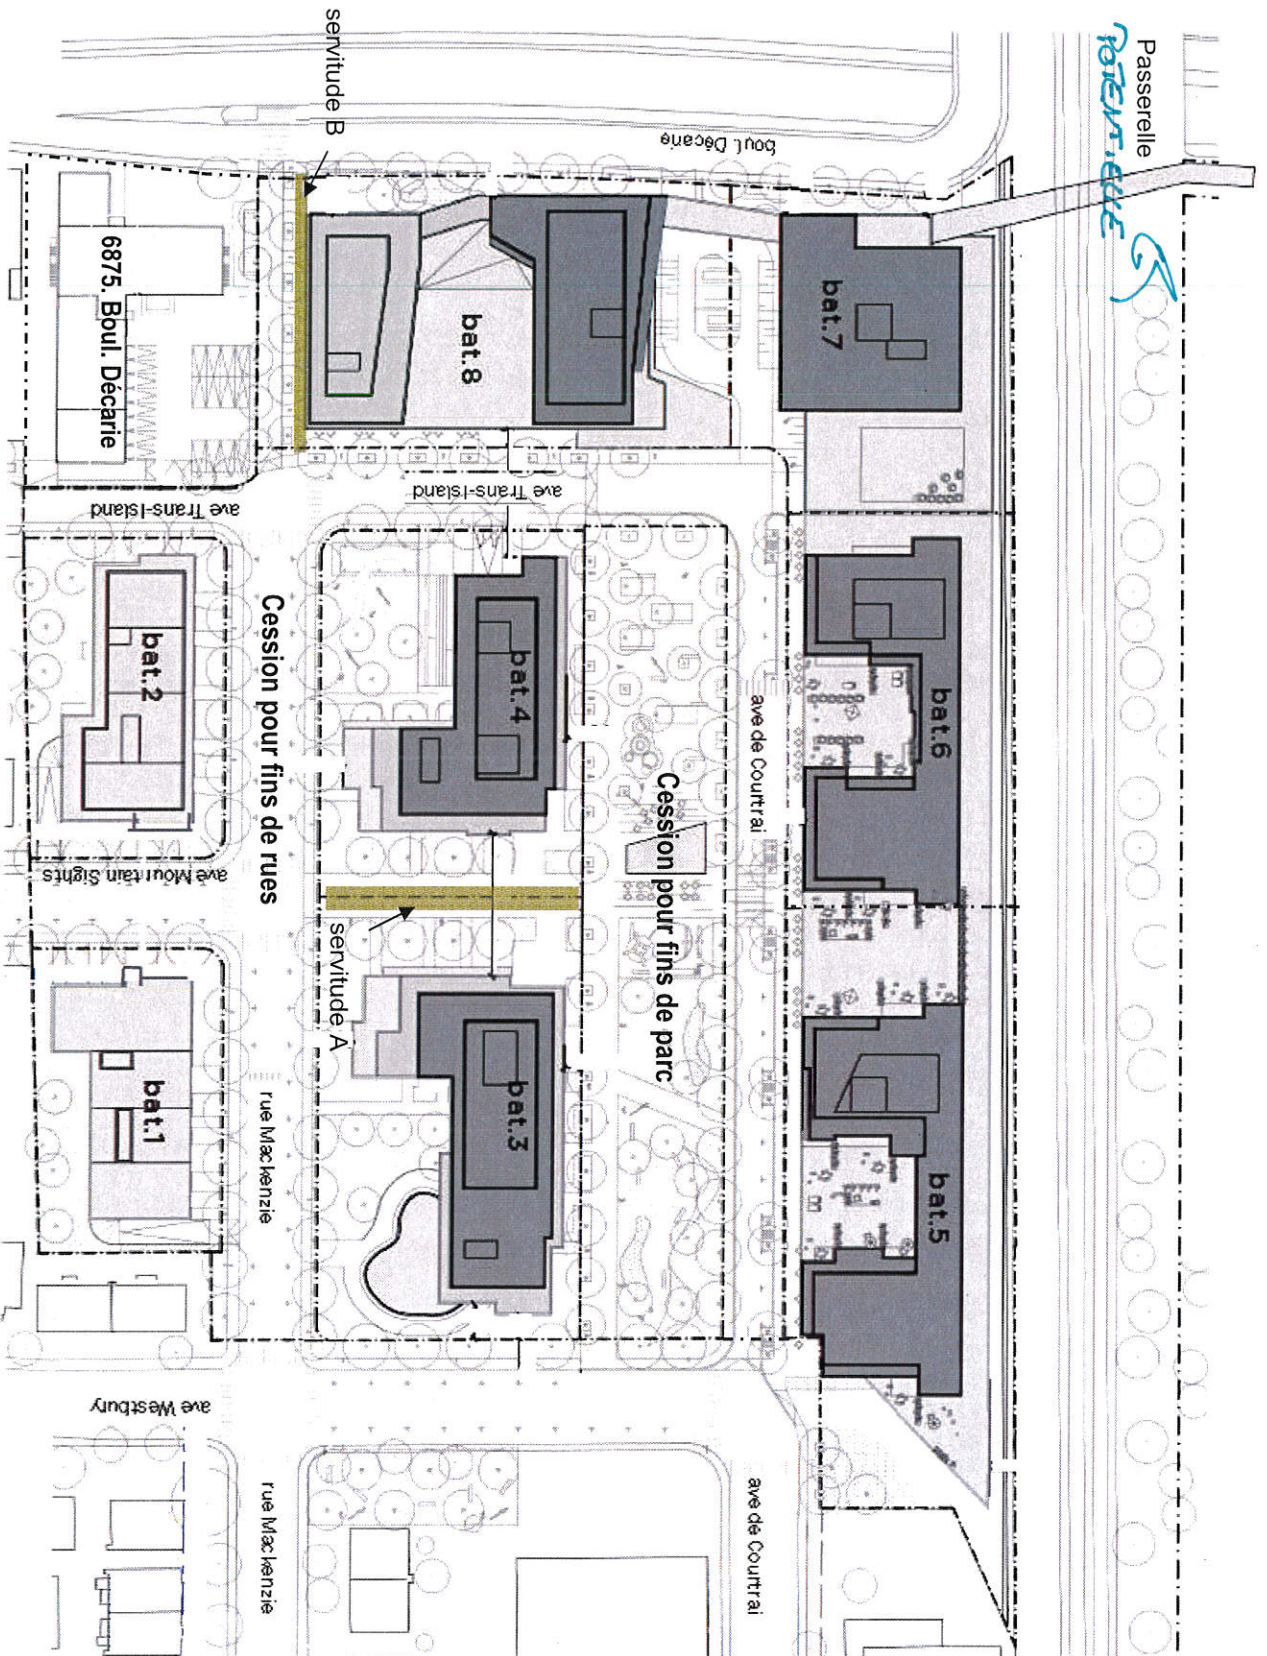 Passerelle
POTENTIELLE
servitude B
boul. Décarie
6875. Boul. Décarie
bat.8
bat.7
ave Trans-Island
ave Trans-Island
bat.2
Cession pour fins de rues
bat.4
Cession pour fins de parc
ave de Courtrai
bat.6
ave Mountain Sights
servitude A
bat.1
rue Mackenzie
bat.3
bat.5
ave Westbury
rue Mackenzie
ave de Courtrai